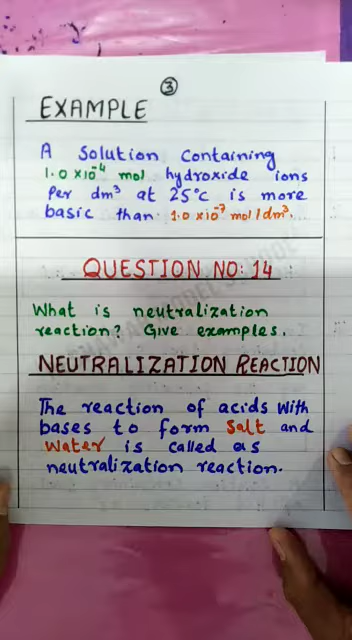 3
EXAMPLE
A Solution Containing
1.0 x10⁻⁴ mol hydroxide ions
Per dm³ at 25°C is more
basic than 1.0 x10⁻⁷ mol/dm³.
QUESTION NO: 14
What is neutralization
reaction? Give examples.
NEUTRALIZATION REACTION
The reaction of acids with
bases to form Salt and
Water is called as
neutralization reaction.